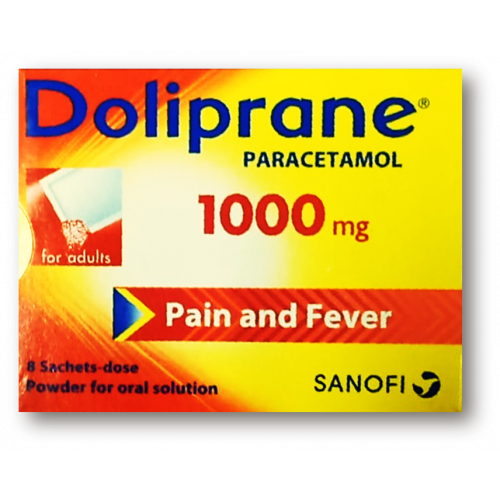 Doliprane®
PARACETAMOL
1000 mg
for adults
Pain and Fever
8 Sachets-dose
Powder for oral solution
SANOFI